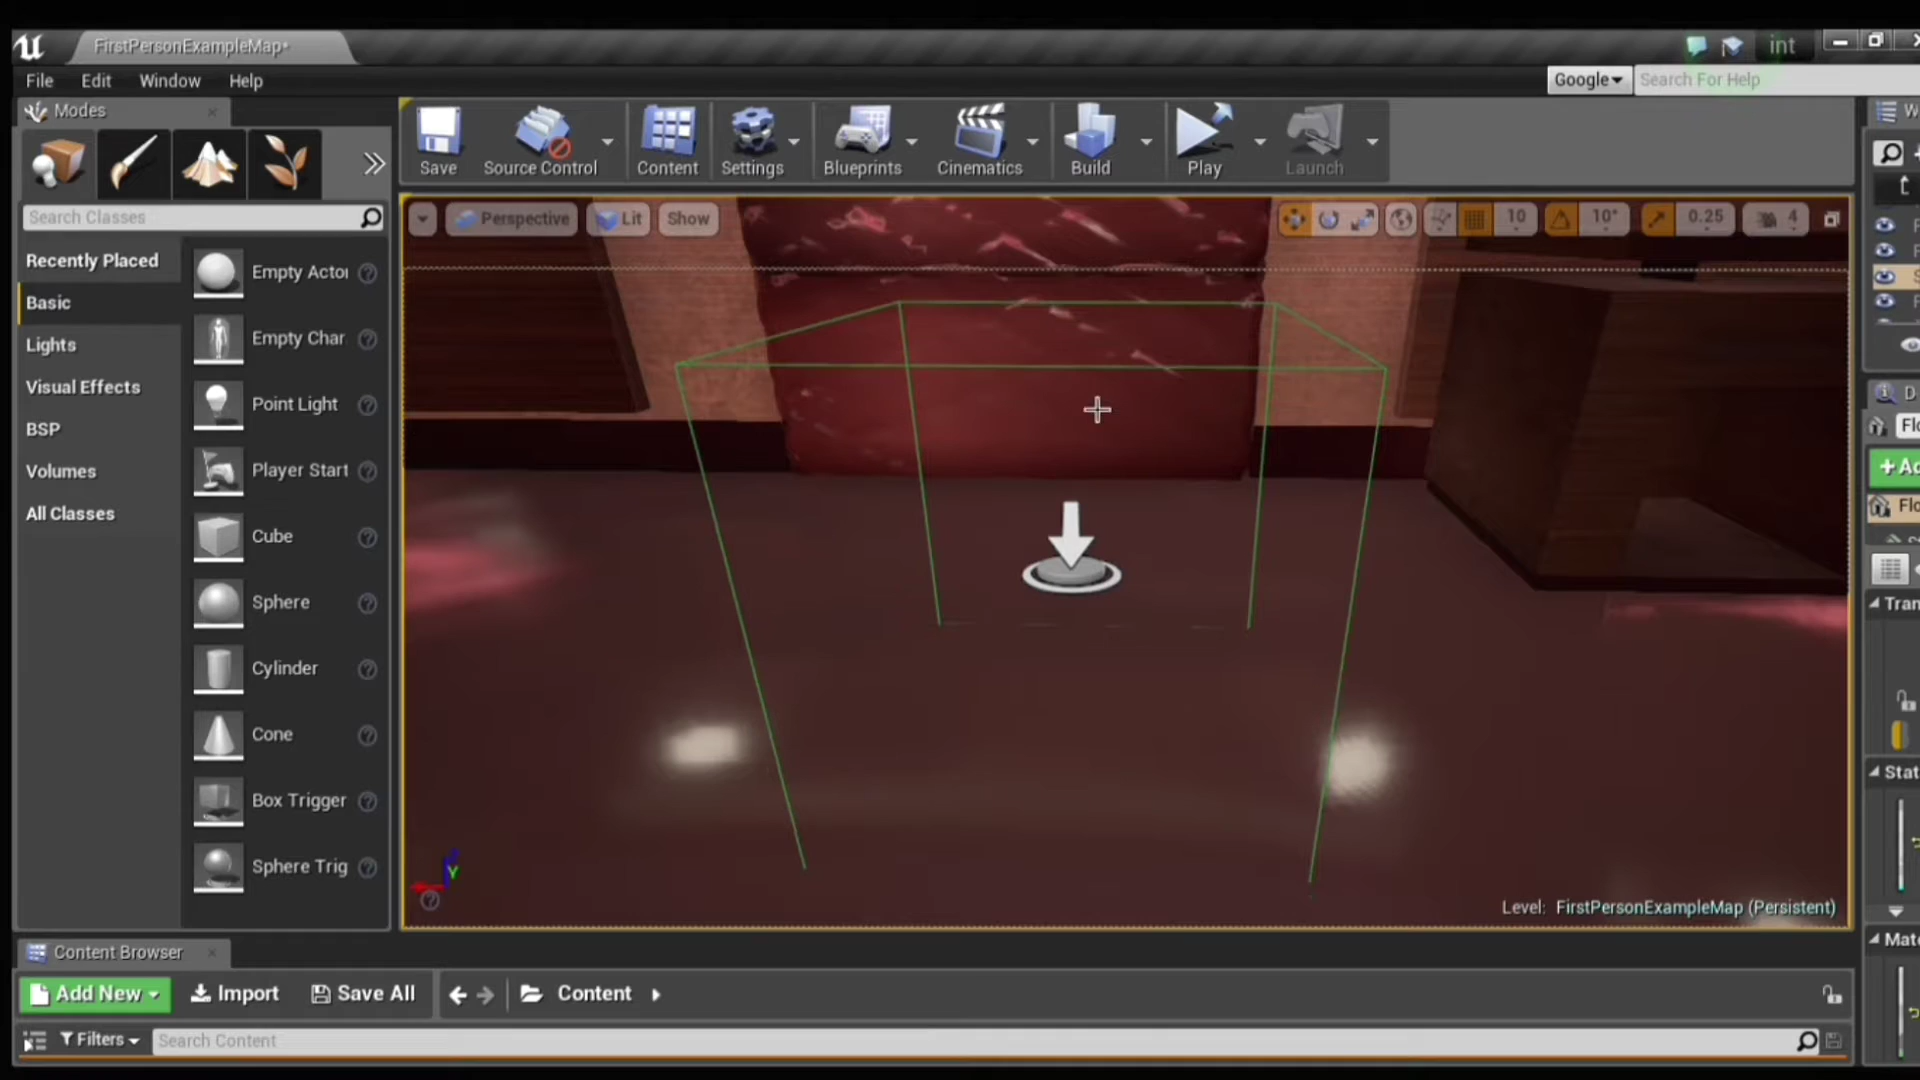 FirstPersonExampleMap*
int
File Edit Window Help
Google
Search For Help
Modes
Save Source Control Content Settings Blueprints Cinematics Build Play Launch
Search Classes
Perspective Lit Show 10 10° 0.25 4
Recently Placed
Basic
Lights
Visual Effects
BSP
Volumes
All Classes
Empty Actor
Empty Char
Point Light
Player Start
Cube
Sphere
Cylinder
Cone
Box Trigger
Sphere Trig
Y
Level: FirstPersonExampleMap (Persistent)
Flo
+Ad
Flo
Tran
Stat
Mate
Content Browser
Add New Import Save All Content
Filters Search Content